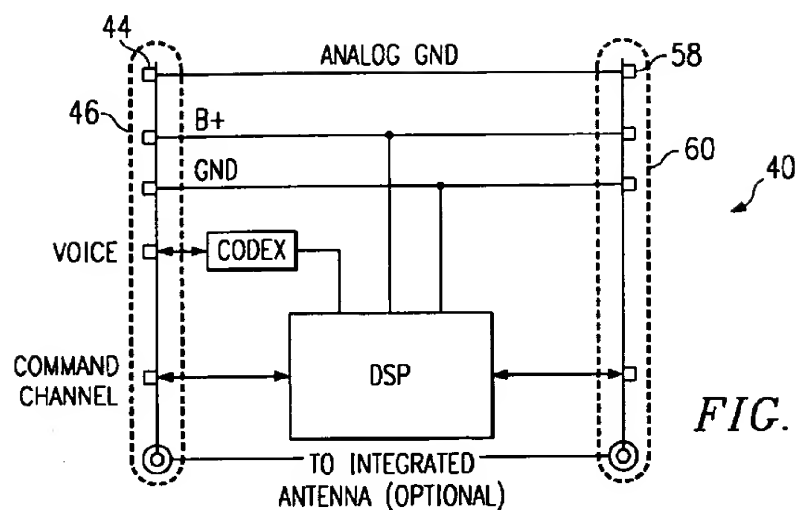 44
ANALOG GND
58
46
B+
60
GND
40
VOICE
CODEX
COMMAND
CHANNEL
DSP
FIG.
TO INTEGRATED
ANTENNA (OPTIONAL)